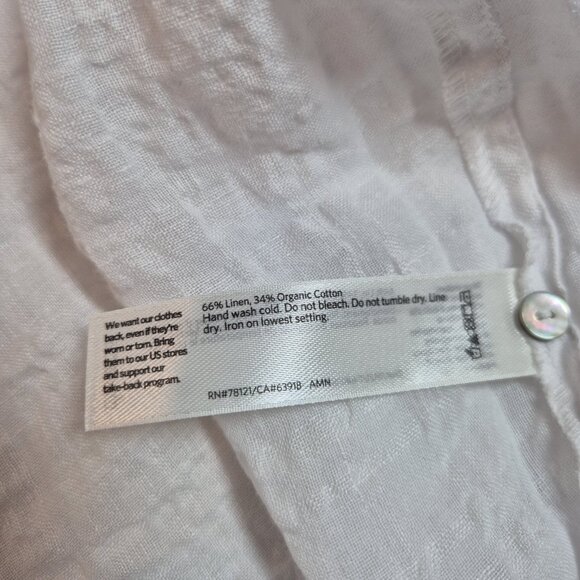 We want our clothes
back, even if they're
worn or torn. Bring
them to our US stores
and support our
take-back program.
66% Linen, 34% Organic Cotton
Hand wash cold. Do not bleach. Do not tumble dry. Line
dry. Iron on lowest setting.
RN#78121/CA#63918 AMN